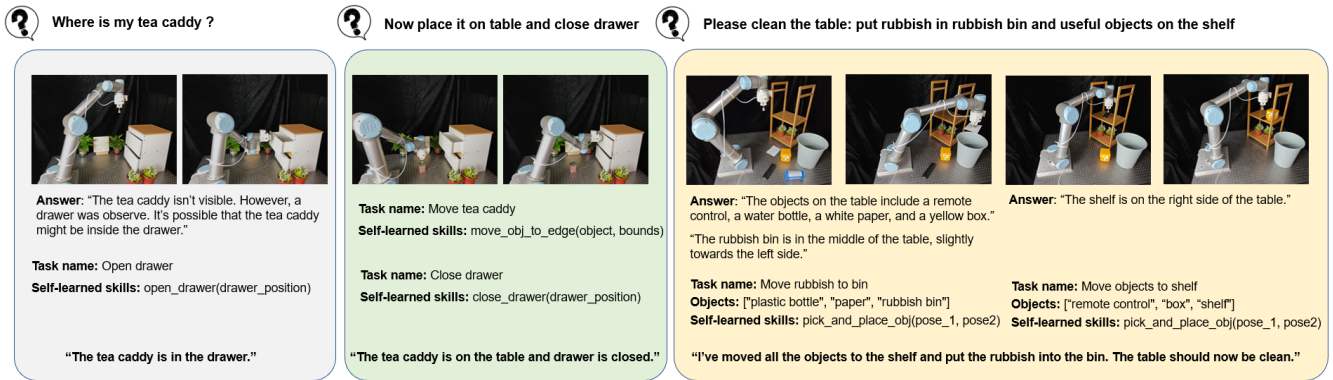 Where is my tea caddy ?
Answer: “The tea caddy isn’t visible. However, a
drawer was observe. It’s possible that the tea caddy
might be inside the drawer.”
Task name: Open drawer
Self-learned skills: open_drawer(drawer_position)
“The tea caddy is in the drawer.”
Now place it on table and close drawer
Task name: Move tea caddy
Self-learned skills: move_obj_to_edge(object, bounds)
Task name: Close drawer
Self-learned skills: close_drawer(drawer_position)
“The tea caddy is on the table and drawer is closed.”
Please clean the table: put rubbish in rubbish bin and useful objects on the shelf
Answer: “The objects on the table include a remote
control, a water bottle, a white paper, and a yellow box.”
“The rubbish bin is in the middle of the table, slightly
towards the left side.”
Task name: Move rubbish to bin
Objects: ["plastic bottle", "paper", "rubbish bin"]
Self-learned skills: pick_and_place_obj(pose_1, pose2)
Answer: “The shelf is on the right side of the table.”
Task name: Move objects to shelf
Objects: [“remote control", “box", “shelf"]
Self-learned skills: pick_and_place_obj(pose_1, pose2)
“I’ve moved all the objects to the shelf and put the rubbish into the bin. The table should now be clean.”